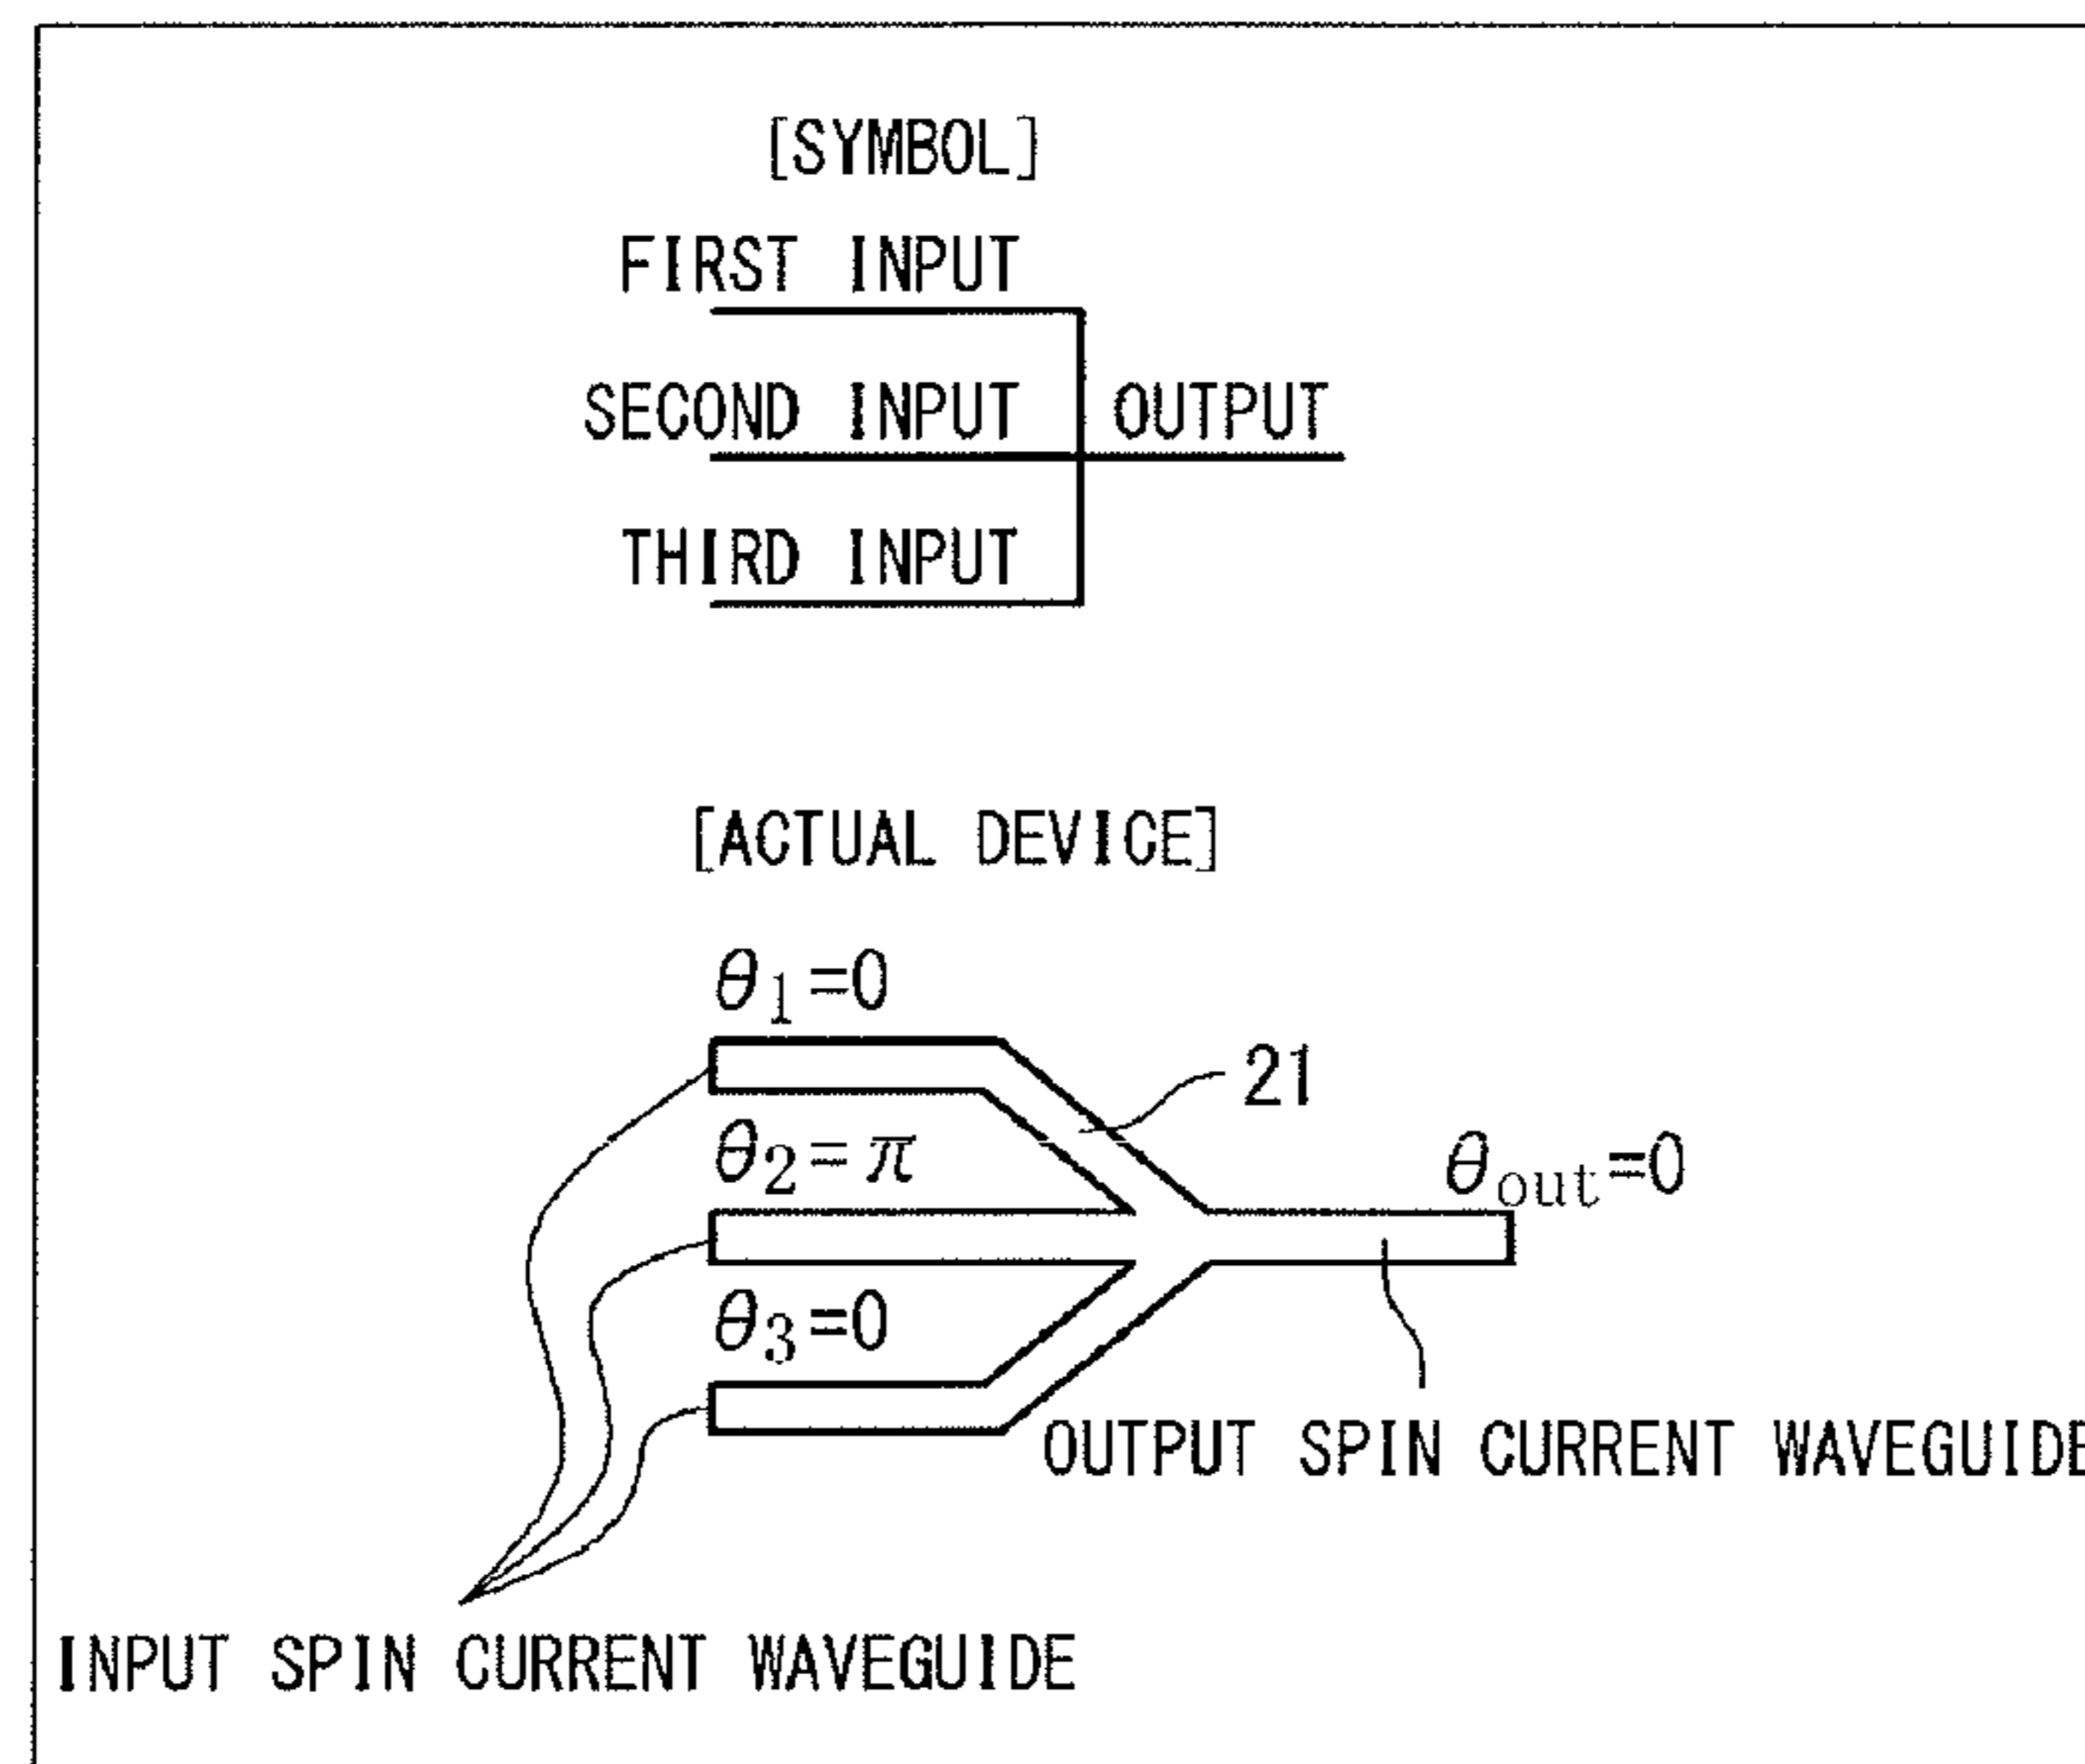 [SYMBOL]
FIRST INPUT
SECOND INPUT
OUTPUT
THIRD INPUT
[ACTUAL DEVICE]
θ1=0
21
θ2=π
θout=0
θ3=0
OUTPUT SPIN CURRENT WAVEGUIDE
INPUT SPIN CURRENT WAVEGUIDE